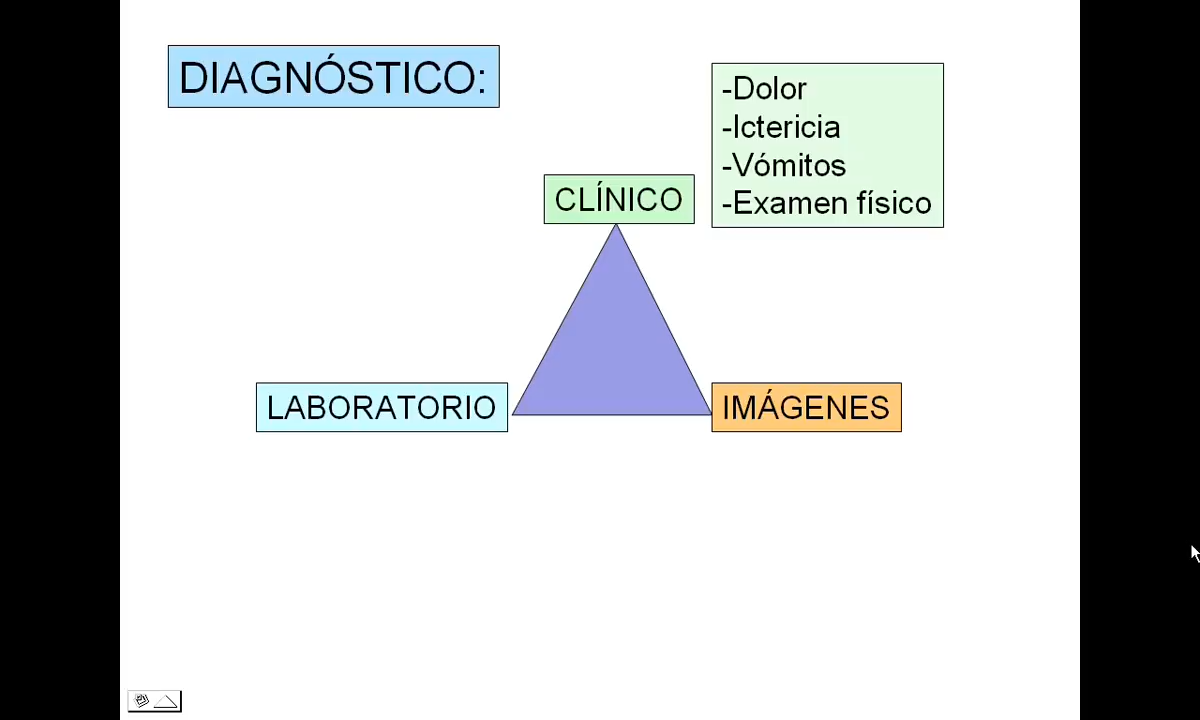 DIAGNÓSTICO:
-Dolor
-Ictericia
-Vómitos
-Examen físico
CLÍNICO
LABORATORIO
IMÁGENES